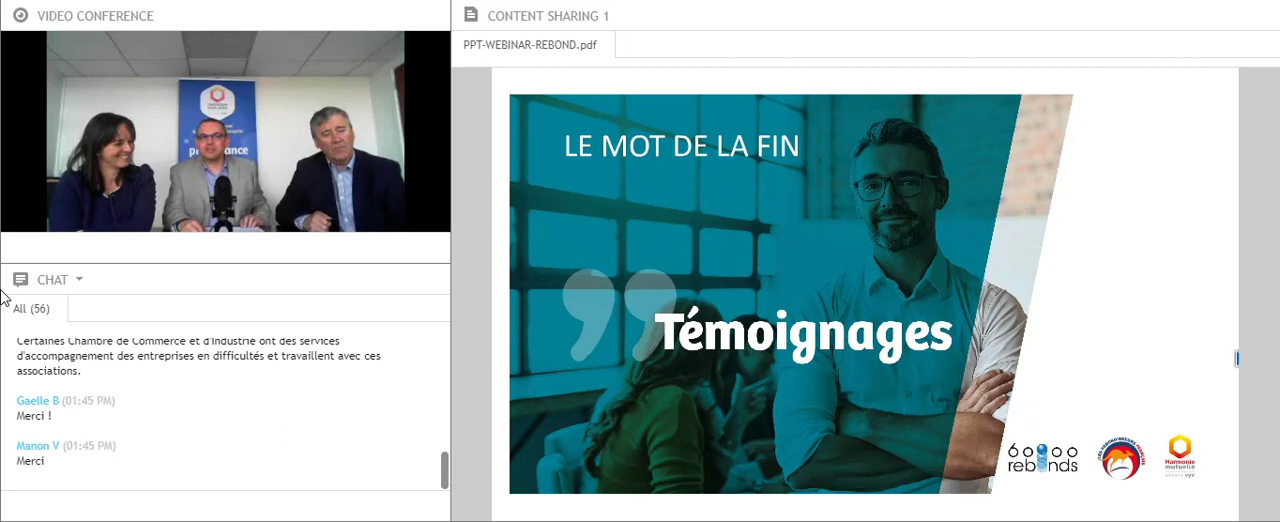 VIDEO CONFERENCE
CHAT
All (56)
Certaines Chambre de Commerce et d'Industrie ont des services
d'accompagnement des entreprises en difficultés et travaillent avec ces
associations.
Gaelle B (01:45 PM)
Merci !
Manon V (01:45 PM)
Merci
CONTENT SHARING 1
PPT-WEBINAR-REBOND.pdf
LE MOT DE LA FIN
Témoignages
60 000
rebonds
Harmonie
mutuelle